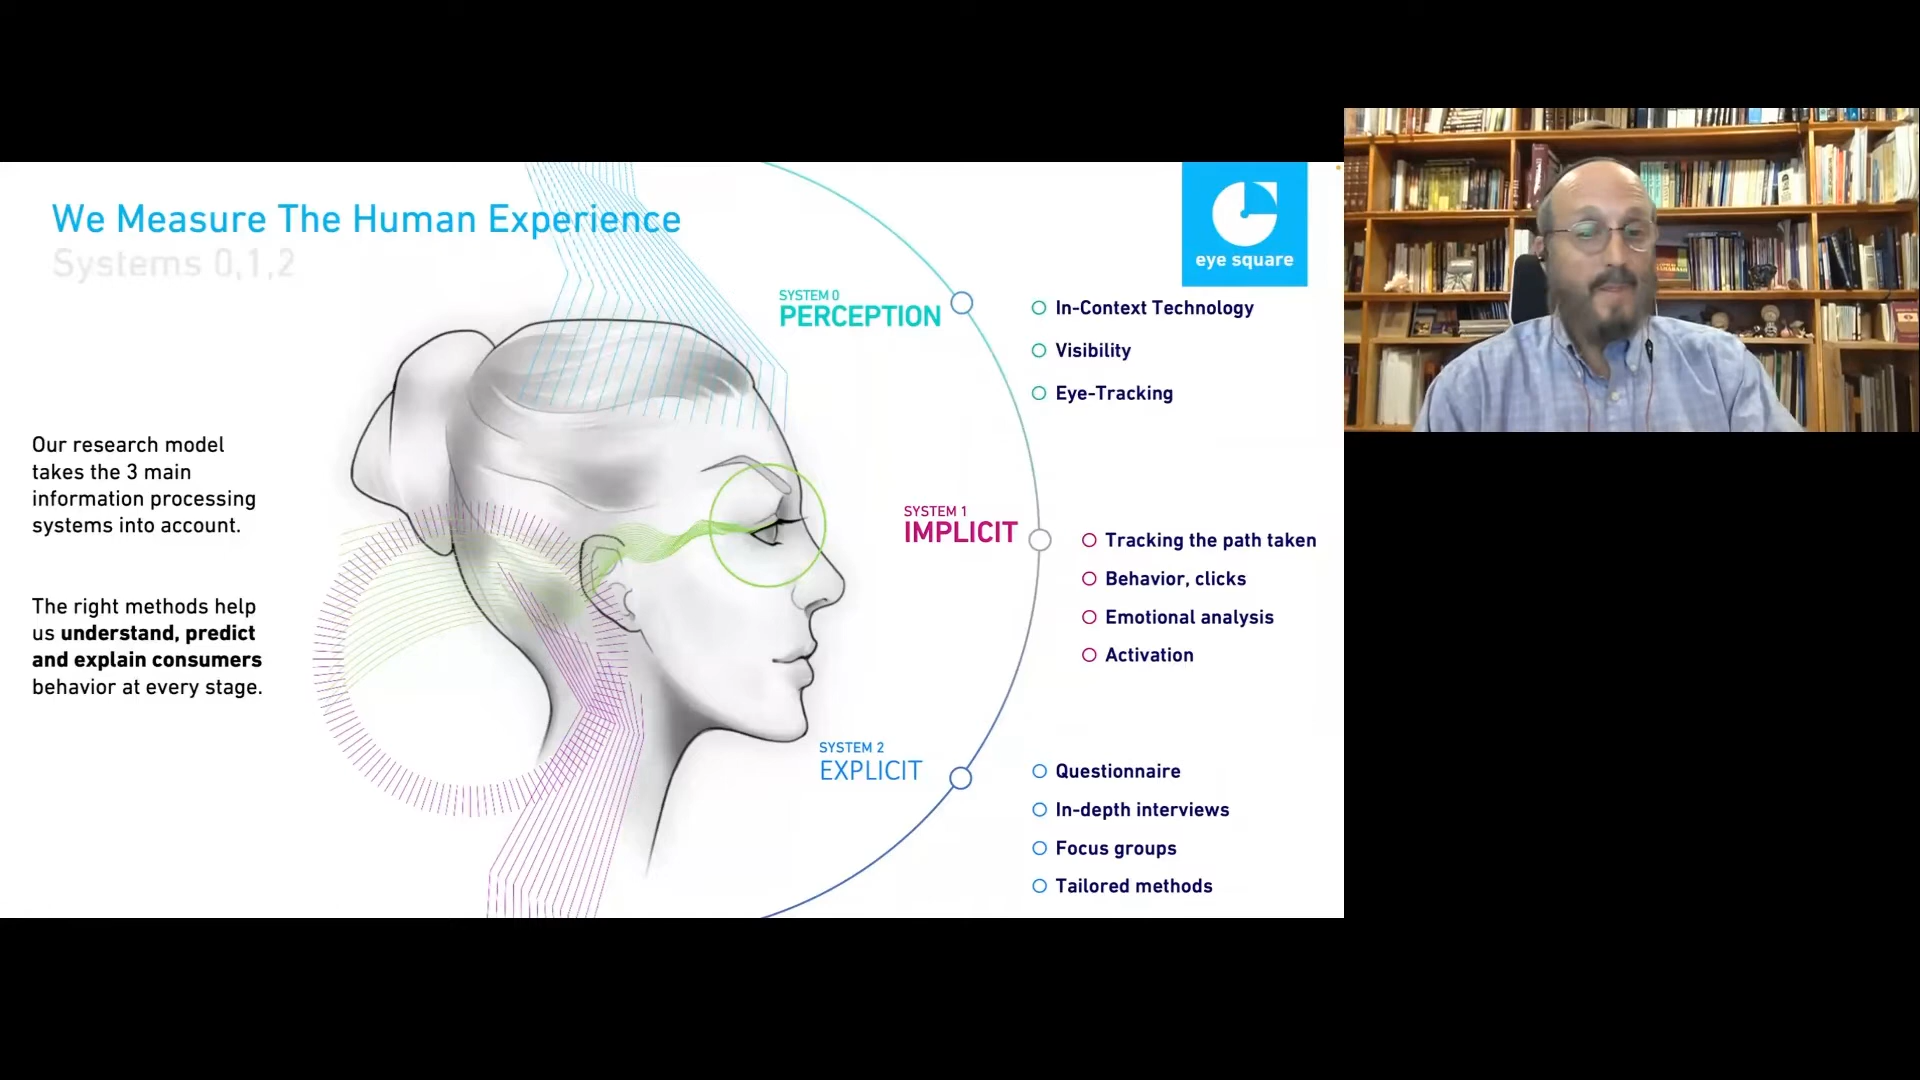 We Measure The Human Experience
Systems 0,1,2
eye square
Our research model
takes the 3 main
information processing
systems into account.
The right methods help
us understand, predict
and explain consumers
behavior at every stage.
SYSTEM 0
PERCEPTION
In-Context Technology
Visibility
Eye-Tracking
SYSTEM 1
IMPLICIT
Tracking the path taken
Behavior, clicks
Emotional analysis
Activation
SYSTEM 2
EXPLICIT
Questionnaire
In-depth interviews
Focus groups
Tailored methods